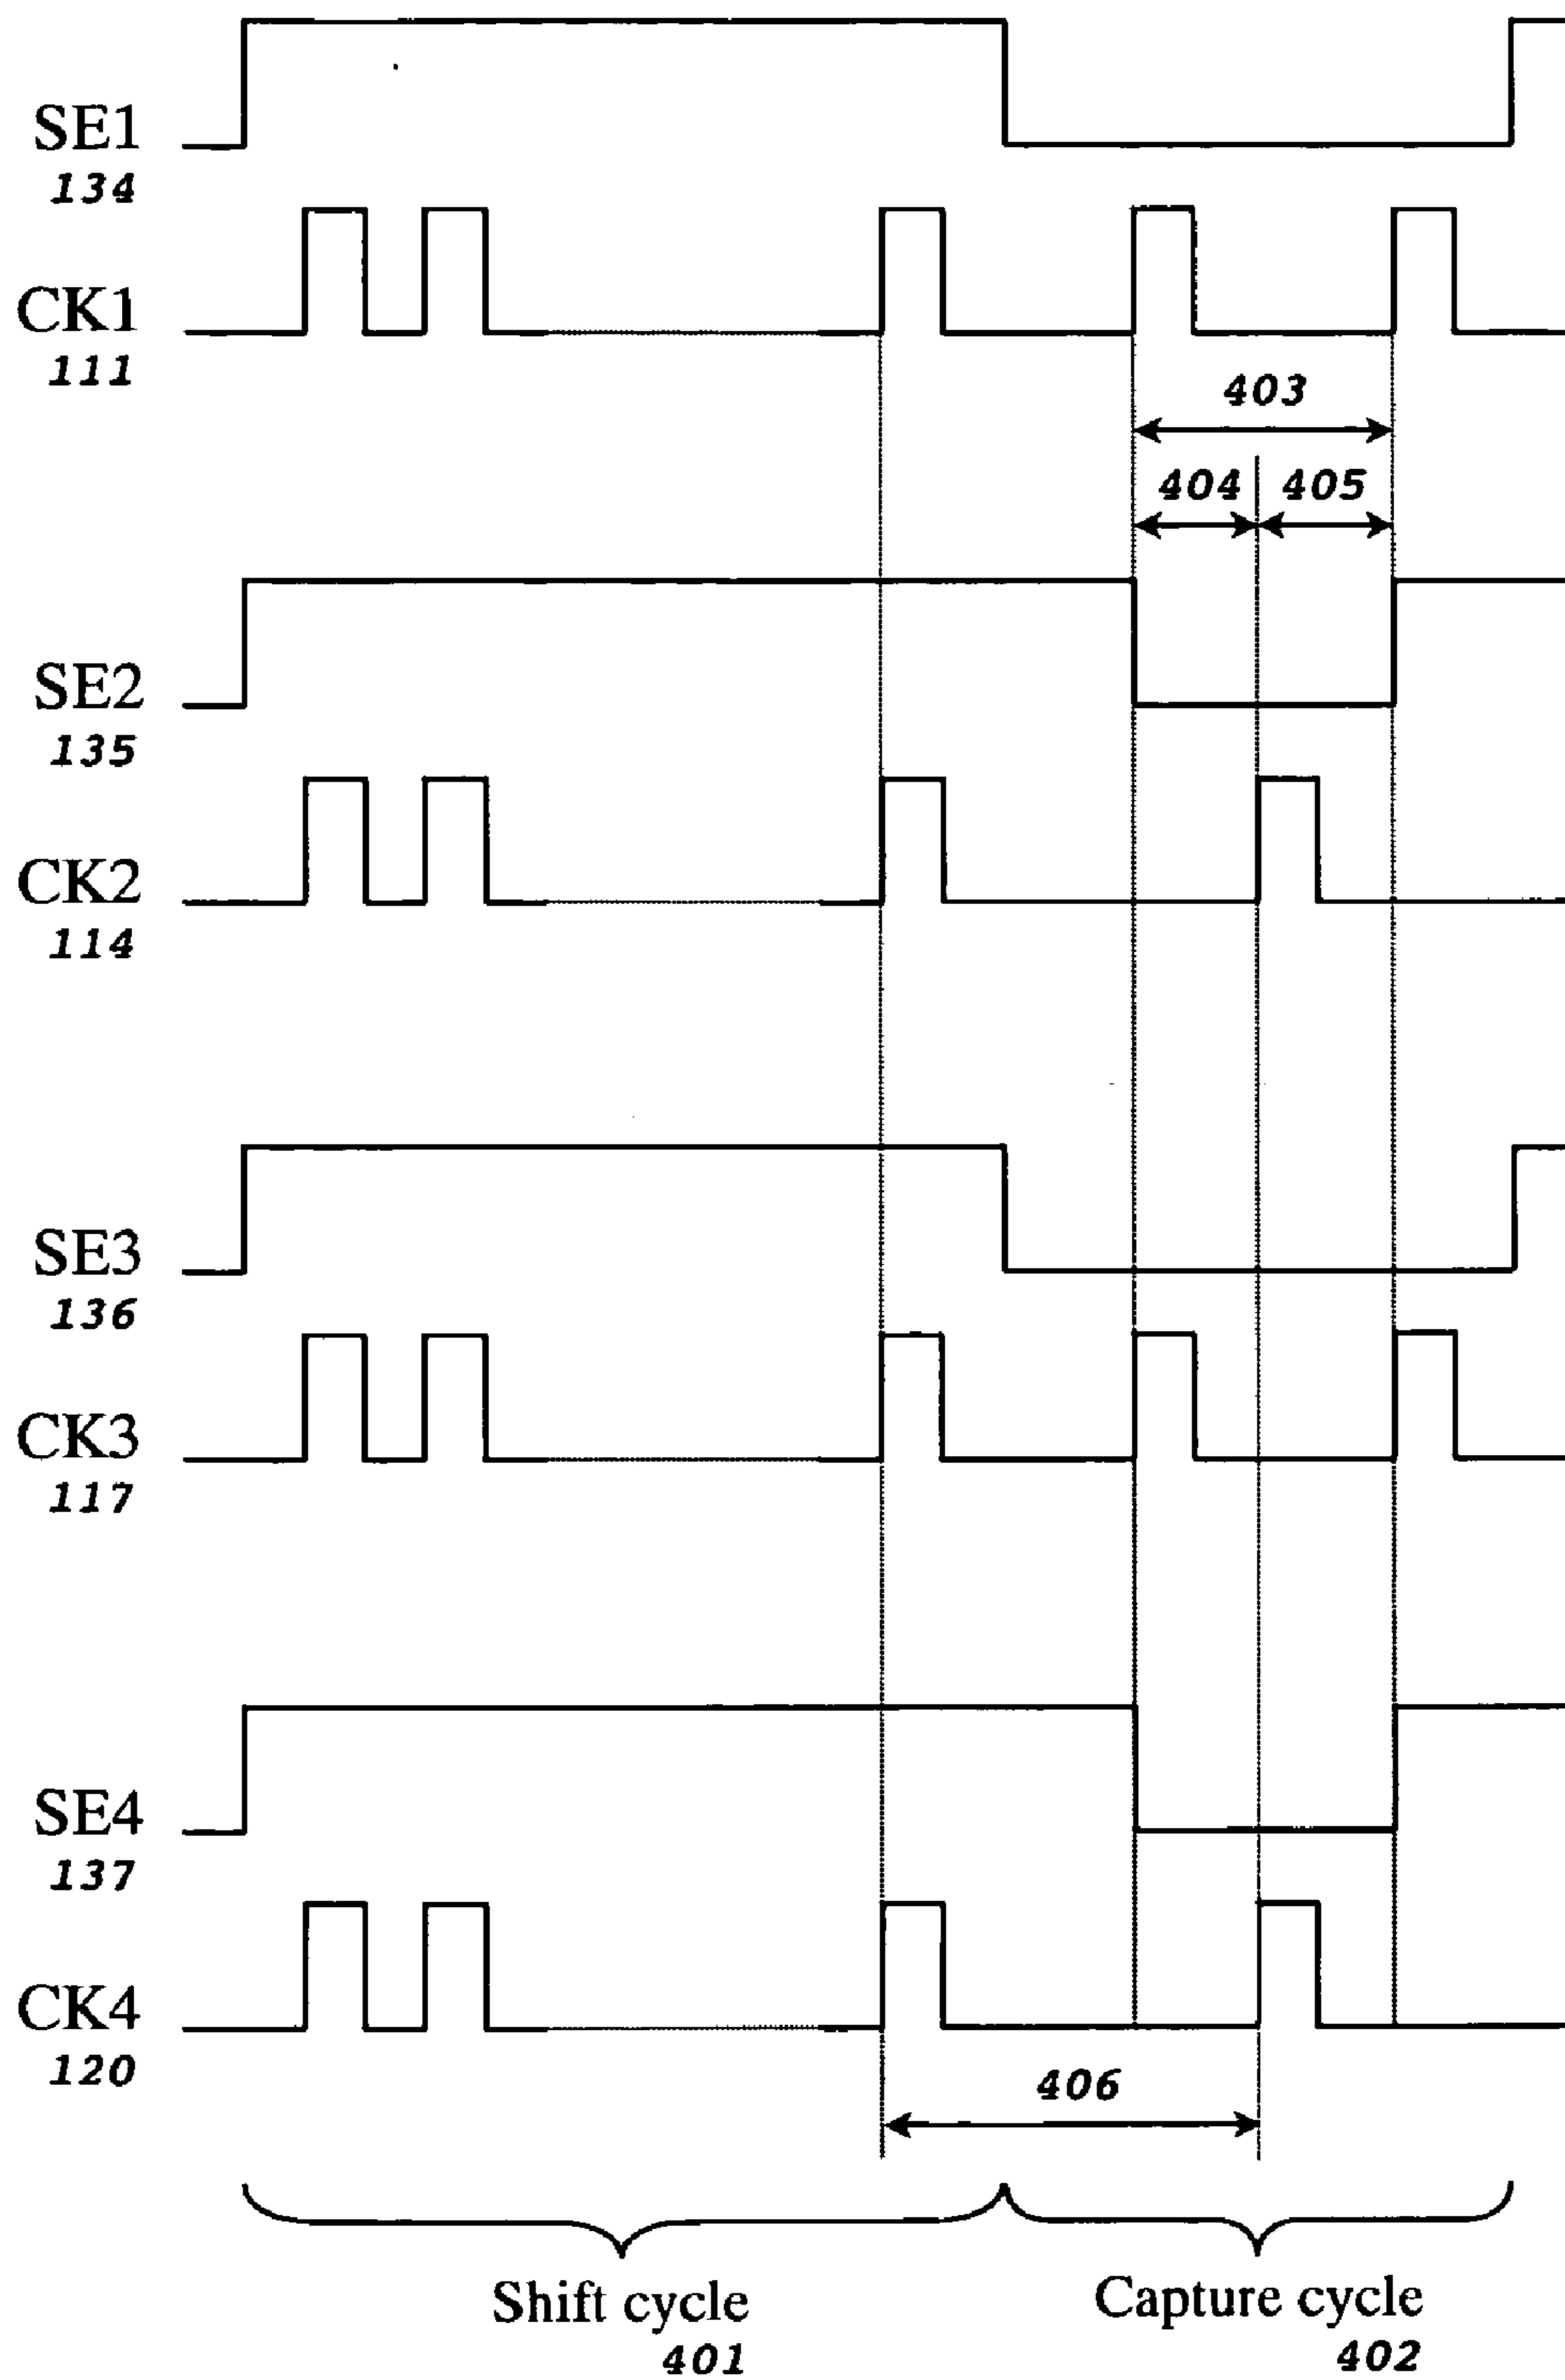 SE1
134
CK1
111
403
404 405
SE2
135
CK2
114
SE3
136
CK3
117
SE4
137
CK4
120
406
Shift cycle
401
Capture cycle
402